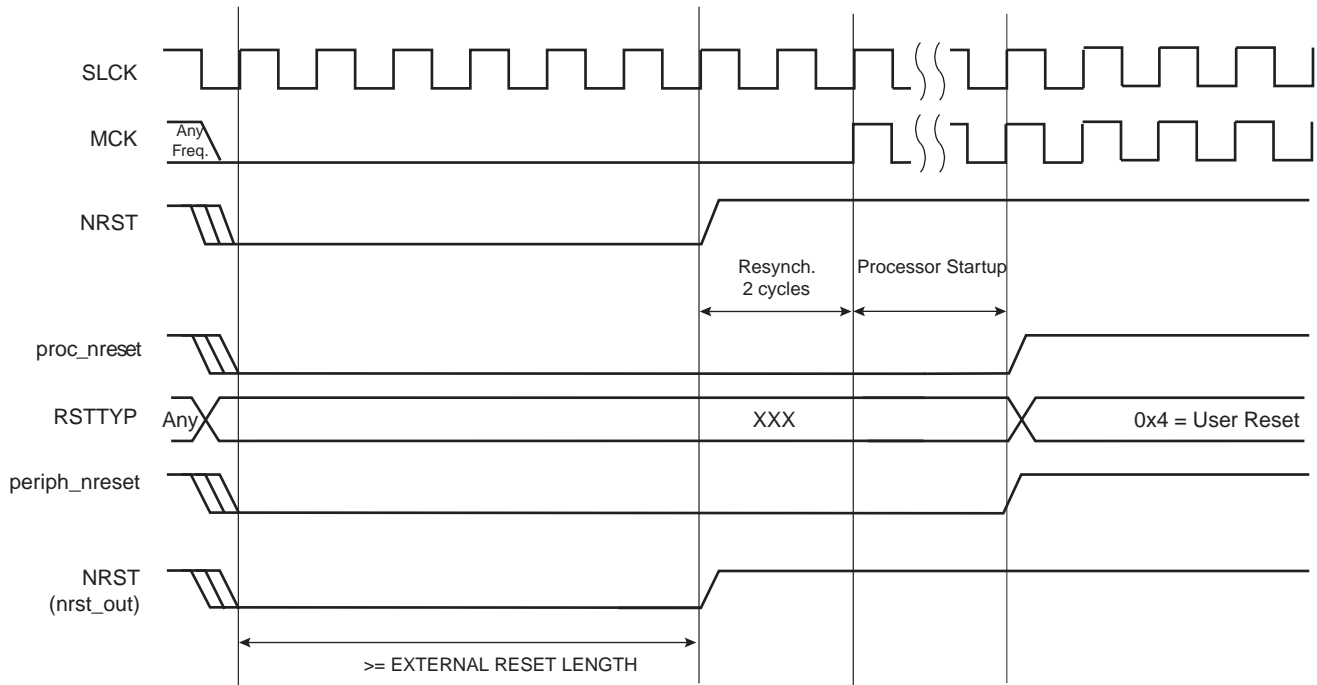 SLCK
MCK
Any
Freq.
NRST
Resynch.
2 cycles
Processor Startup
proc_nreset
RSTTYP
Any
XXX
0x4 = User Reset
periph_nreset
NRST
(nrst_out)
>= EXTERNAL RESET LENGTH